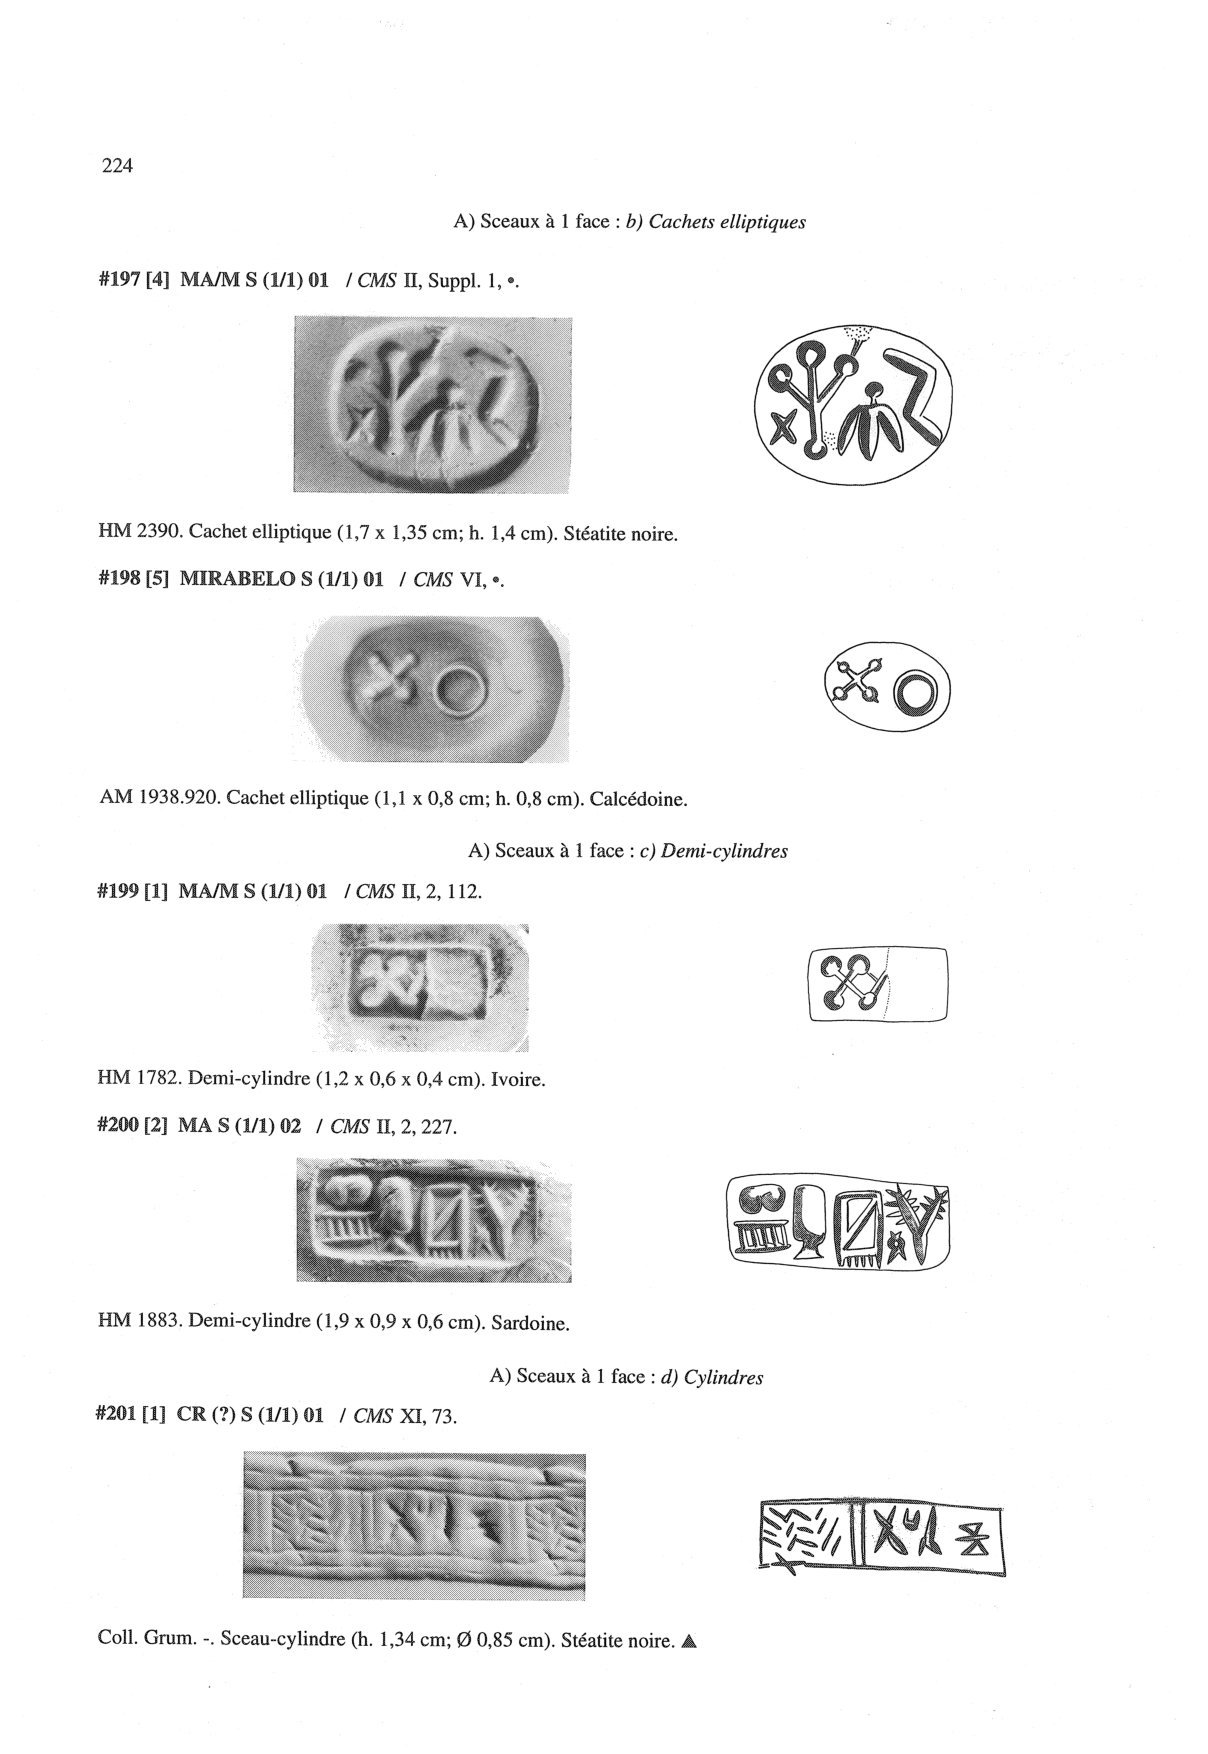 224
A) Sceaux à 1 face : b) Cachets elliptiques
#197 [4] MA/M S (1/1) 01 / CMS II, Suppl. 1, •.
HM 2390. Cachet elliptique (1,7 x 1,35 cm; h. 1,4 cm). Stéatite noire.
#198 [5] MIRABELO S (1/1) 01 / CMS VI, •.
AM 1938.920. Cachet elliptique (1,1 x 0,8 cm; h. 0,8 cm). Calcédoine.
A) Sceaux à 1 face : c) Demi-cylindres
#199 [1] MA/M S (1/1) 01 / CMS II, 2, 112.
HM 1782. Demi-cylindre (1,2 x 0,6 x 0,4 cm). Ivoire.
#200 [2] MA S (1/1) 02 / CMS II, 2, 227.
HM 1883. Demi-cylindre (1,9 x 0,9 x 0,6 cm). Sardoine.
A) Sceaux à 1 face : d) Cylindres
#201 [1] CR (?) S (1/1) 01 / CMS XI, 73.
Coll. Grum. -. Sceau-cylindre (h. 1,34 cm; Ø 0,85 cm). Stéatite noire. ▲